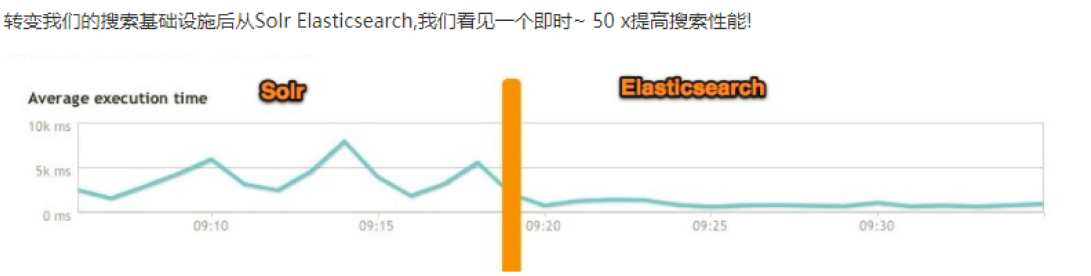 转变我们的搜索基础设施后从Solr Elasticsearch,我们看见一个即时~ 50 x提高搜索性能!
Solr
Elasticsearch
Average execution time
10k ms
5k ms
0 ms
09:10
09:15
09:20
09:25
09:30